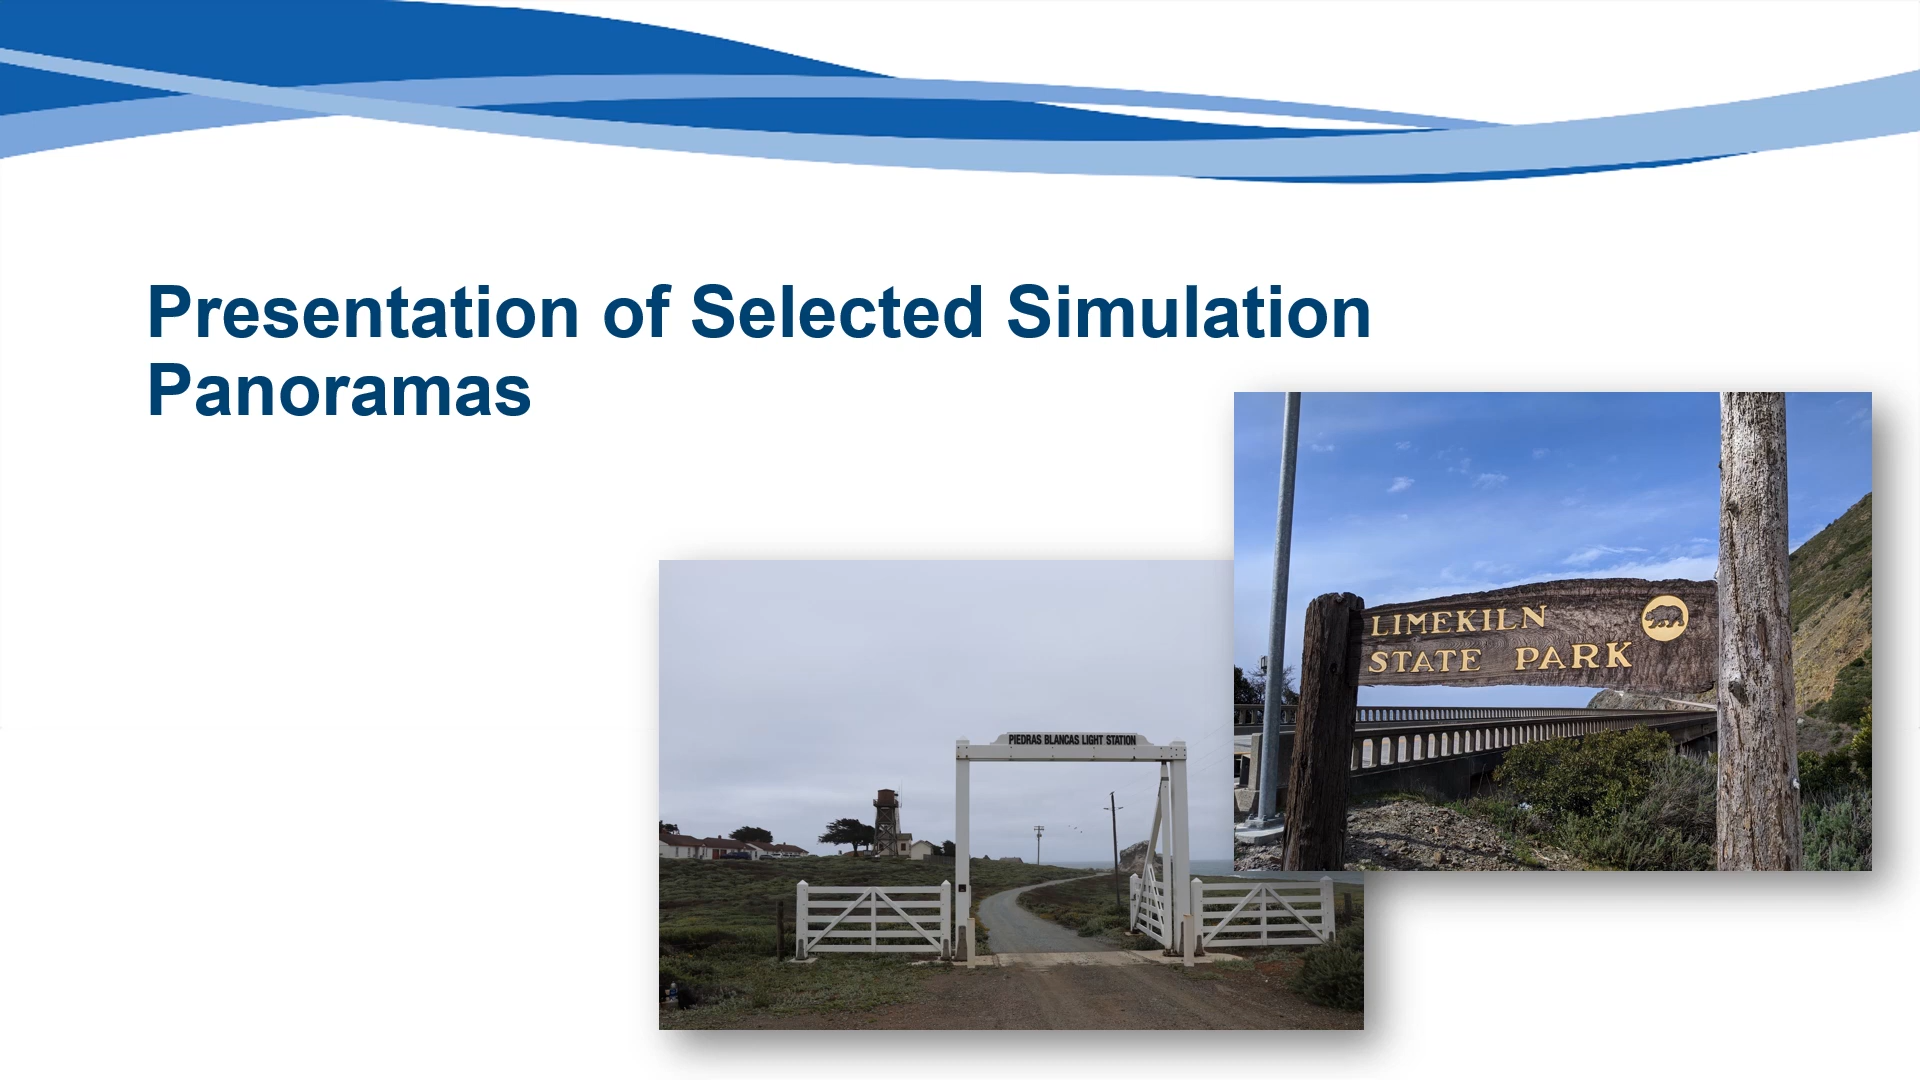 Presentation of Selected Simulation
Panoramas
LIMEKILN
STATE PARK
PIEDRAS BLANCAS LIGHT STATION